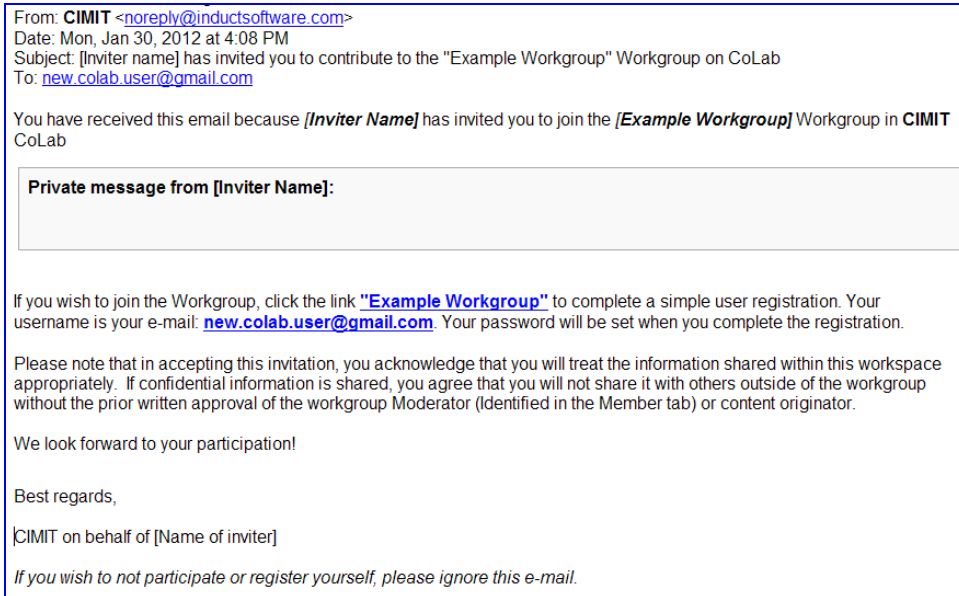 From: CIMIT <noreply@inductsoftware.com>
Date: Mon, Jan 30, 2012 at 4:08 PM
Subject: [Inviter name] has invited you to contribute to the "Example Workgroup" Workgroup on CoLab
To: new.colab.user@gmail.com
You have received this email because [Inviter Name] has invited you to join the [Example Workgroup] Workgroup in CIMIT
CoLab
Private message from [Inviter Name]:
If you wish to join the Workgroup, click the link "Example Workgroup" to complete a simple user registration. Your
username is your e-mail: new.colab.user@gmail.com. Your password will be set when you complete the registration.
Please note that in accepting this invitation, you acknowledge that you will treat the information shared within this workspace
appropriately. If confidential information is shared, you agree that you will not share it with others outside of the workgroup
without the prior written approval of the workgroup Moderator (Identified in the Member tab) or content originator.
We look forward to your participation!
Best regards,
CIMIT on behalf of [Name of inviter]
If you wish to not participate or register yourself, please ignore this e-mail.